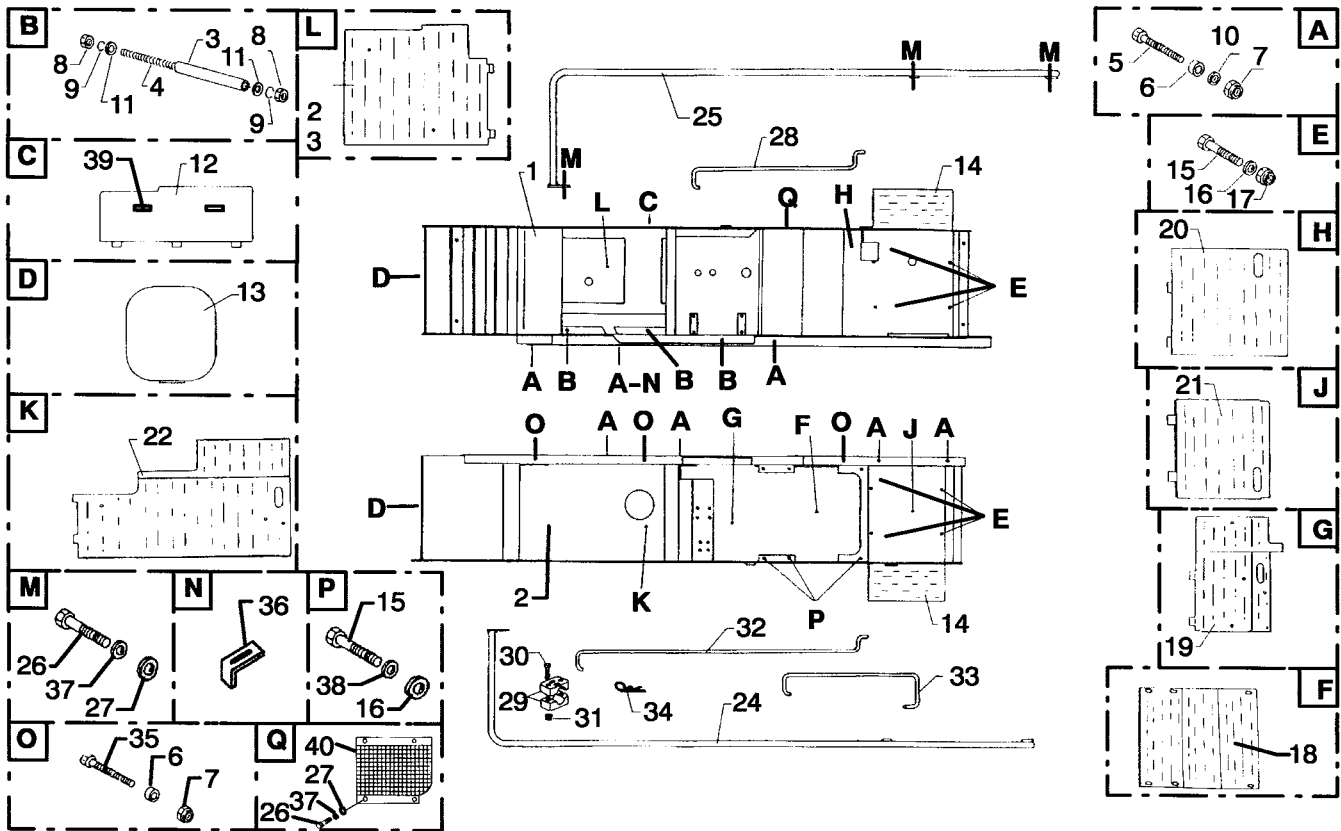 B
8
9
11
3
4
11
8
9
L
2
3
M
M
25
28
M
A
5
6
10
7
C
39
12
1
L
C
Q
H
14
E
15
16
17
D
13
D
E
A
B
A-N
B
B
A
H
20
K
22
O
A
O
A
G
F
O
A
J
A
J
21
D
E
G
19
2
K
P
14
M
26
37
27
N
36
P
15
38
16
30
29
31
32
34
24
33
F
18
O
35
6
7
Q
40
27
37
26